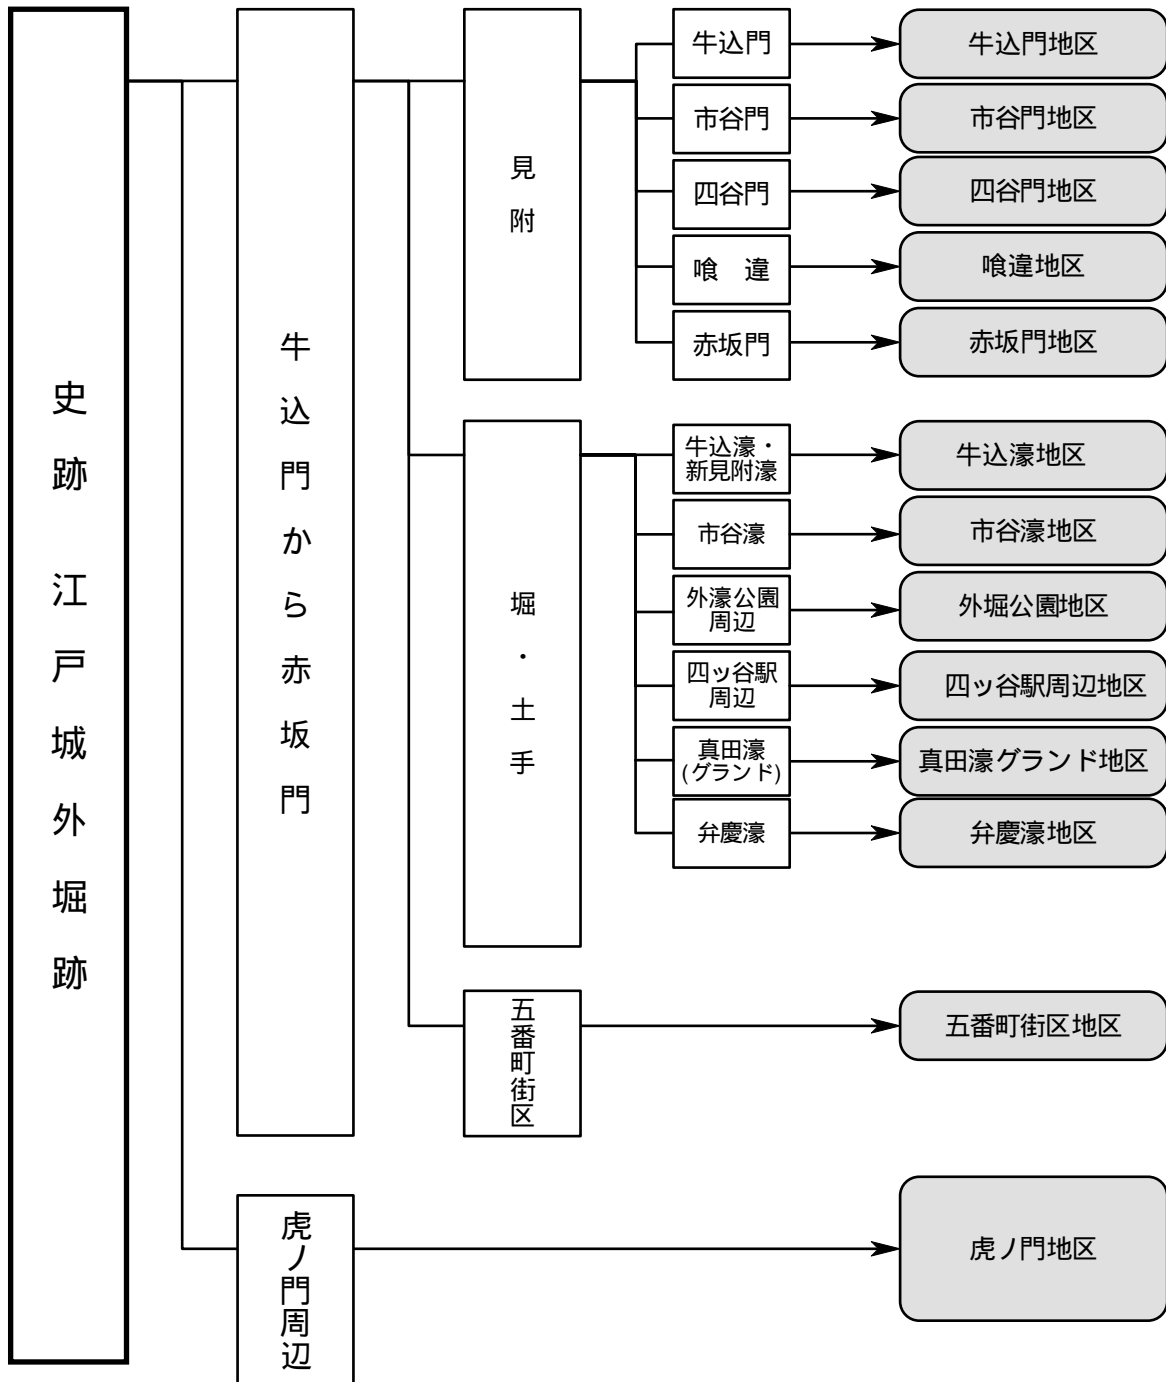 史跡 江戸城外堀跡
牛込門から赤坂門
見附
牛込門
牛込門地区
市谷門
市谷門地区
四谷門
四谷門地区
喰 違
喰違地区
赤坂門
赤坂門地区
堀・土手
牛込濠・
新見附濠
牛込濠地区
市谷濠
市谷濠地区
外濠公園
周辺
外堀公園地区
四ッ谷駅
周辺
四ッ谷駅周辺地区
真田濠
(グランド)
真田濠グランド地区
弁慶濠
弁慶濠地区
五番町街区
五番町街区地区
虎ノ門周辺
虎ノ門地区